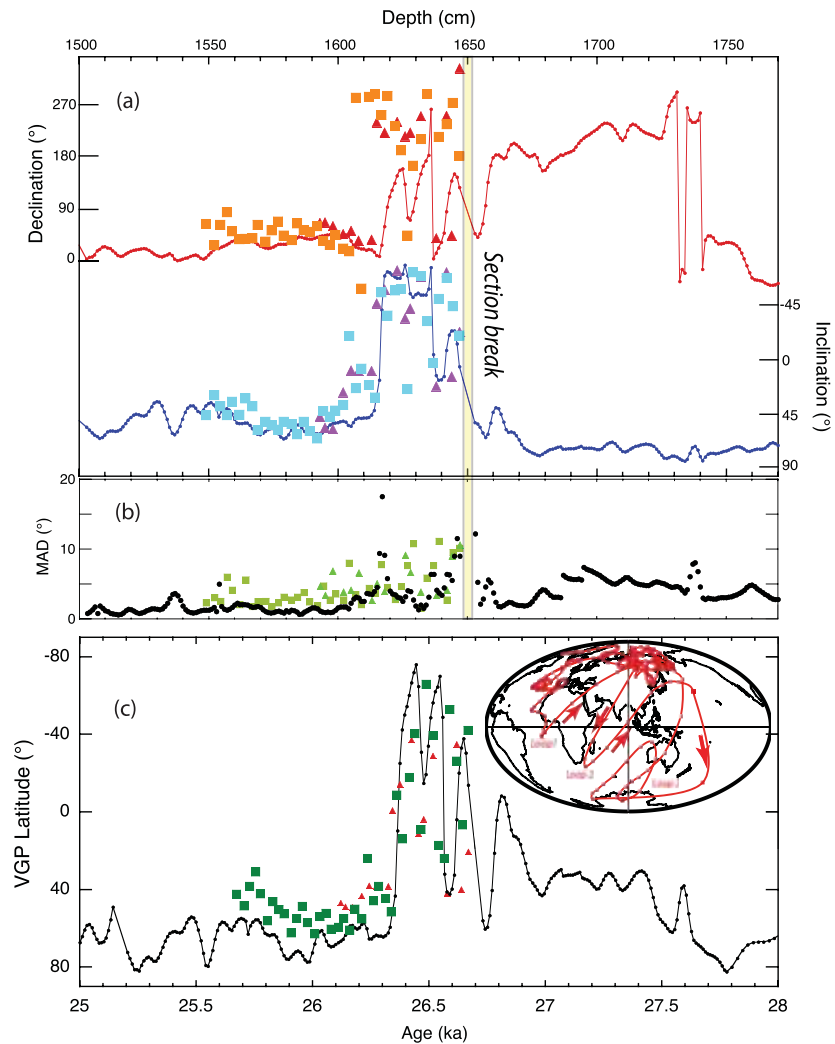 Depth (cm)
1500 1550 1600 1650 1700 1750
(a)
Declination (°)
270
180
90
0
Section break
Inclination (°)
-45
0
45
90
(b)
MAD (°)
20
10
0
(c)
VGP Latitude (°)
-80
-40
0
40
80
Loop 2
25 25.5 26 26.5 27 27.5 28
Age (ka)